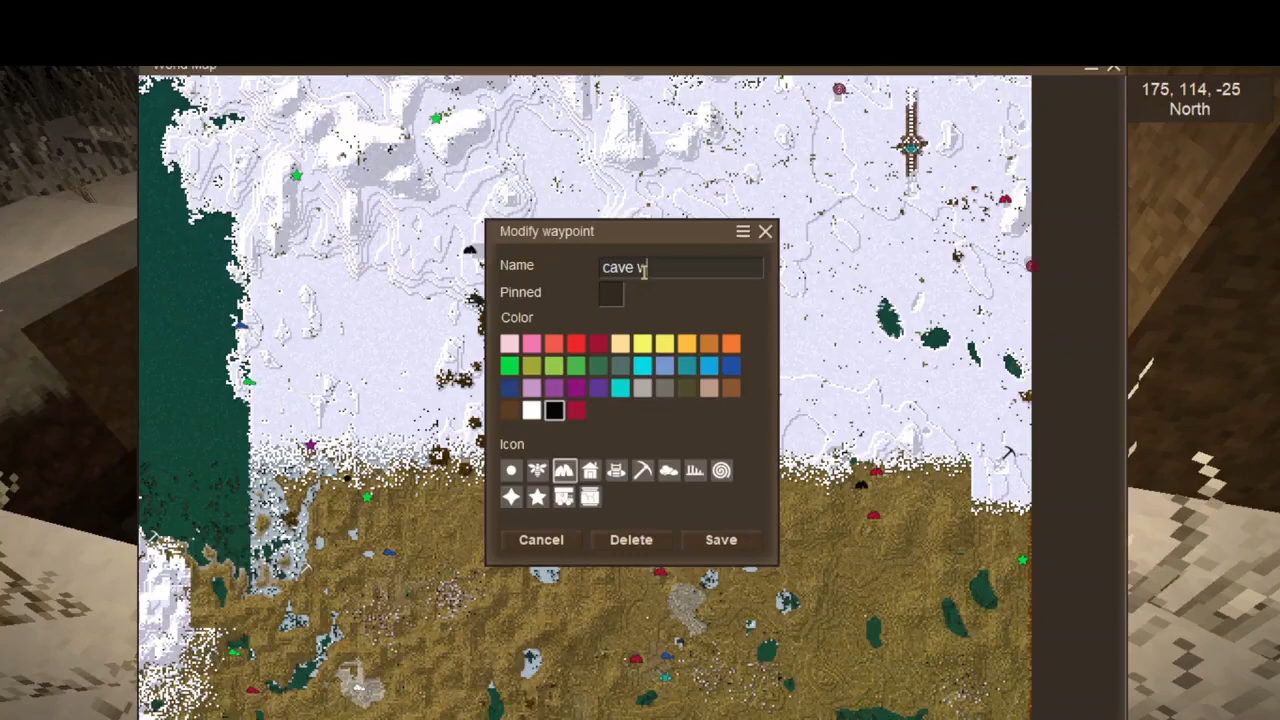 World Map
175, 114, -25
North
Modify waypoint
Name
cave w
Pinned
Color
Icon
Cancel
Delete
Save